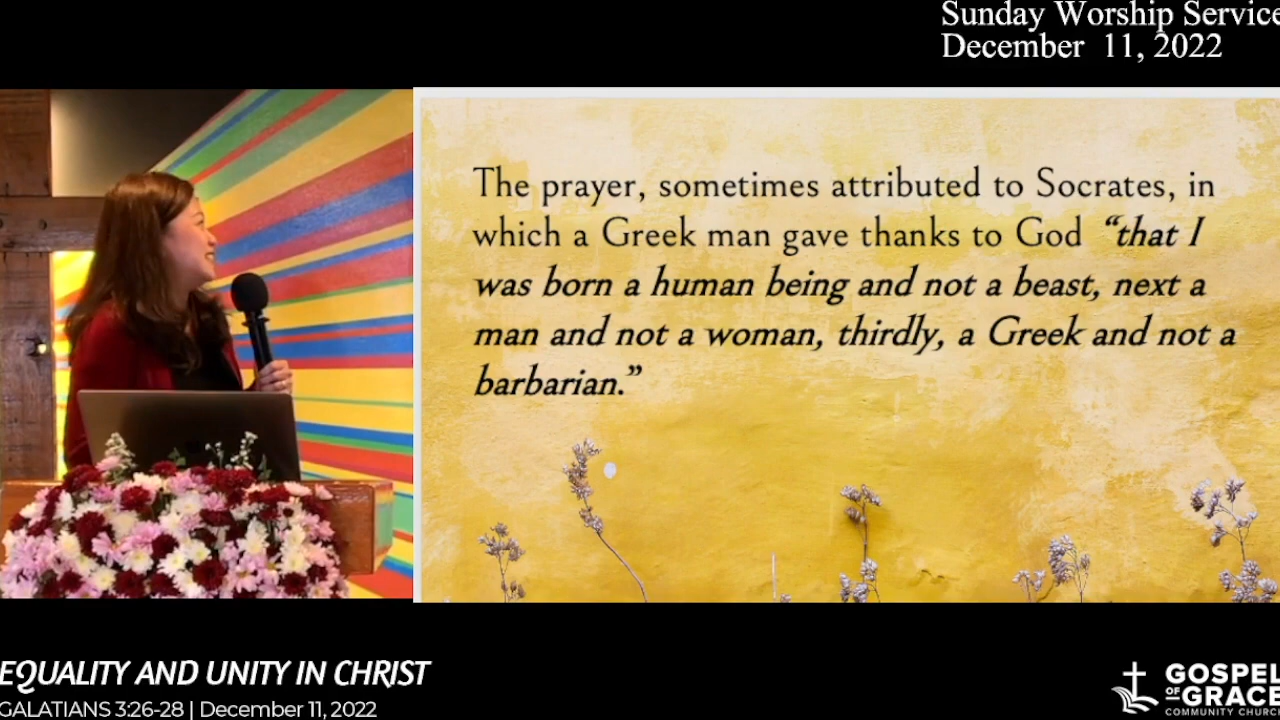 Sunday Worship Service
December 11, 2022
The prayer, sometimes attributed to Socrates, in
which a Greek man gave thanks to God “that I
was born a human being and not a beast, next a
man and not a woman, thirdly, a Greek and not a
barbarian.”
EQUALITY AND UNITY IN CHRIST
GALATIANS 3:26-28 | December 11, 2022
GOSPEL
OF GRACE
COMMUNITY CHURCH